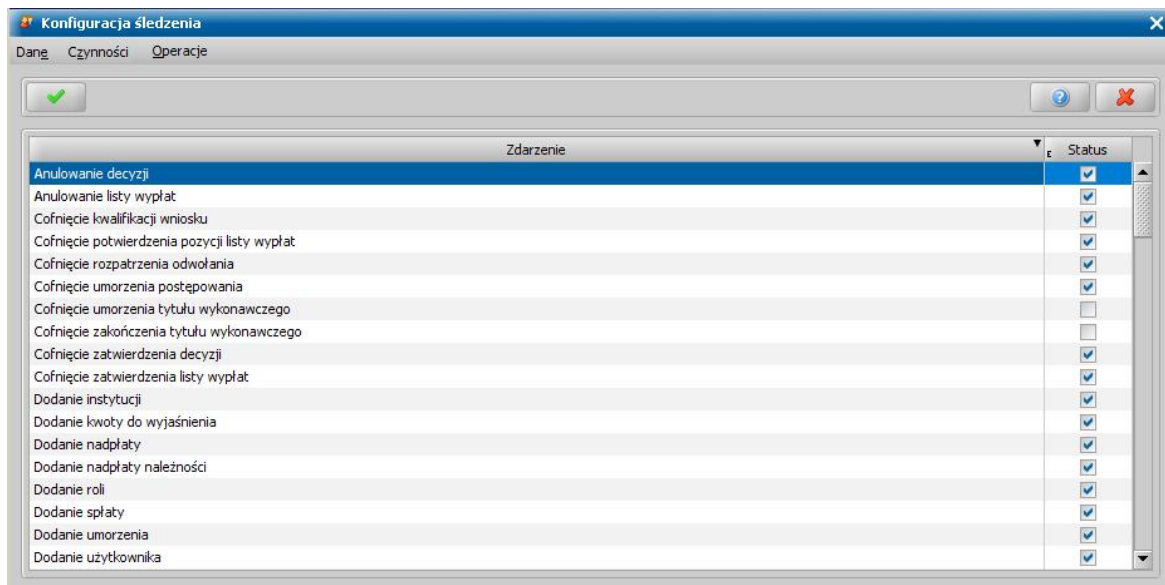 Konfiguracja śledzenia
Dane Czynności Operacje
Zdarzenie Status
Anulowanie decyzji
Anulowanie listy wypłat
Cofnięcie kwalifikacji wniosku
Cofnięcie potwierdzenia pozycji listy wypłat
Cofnięcie rozpatrzenia odwołania
Cofnięcie umorzenia postępowania
Cofnięcie umorzenia tytułu wykonawczego
Cofnięcie zakończenia tytułu wykonawczego
Cofnięcie zatwierdzenia decyzji
Cofnięcie zatwierdzenia listy wypłat
Dodanie instytucji
Dodanie kwoty do wyjaśnienia
Dodanie nadpłaty
Dodanie nadpłaty należności
Dodanie roli
Dodanie spłaty
Dodanie umorzenia
Dodanie użytkownika